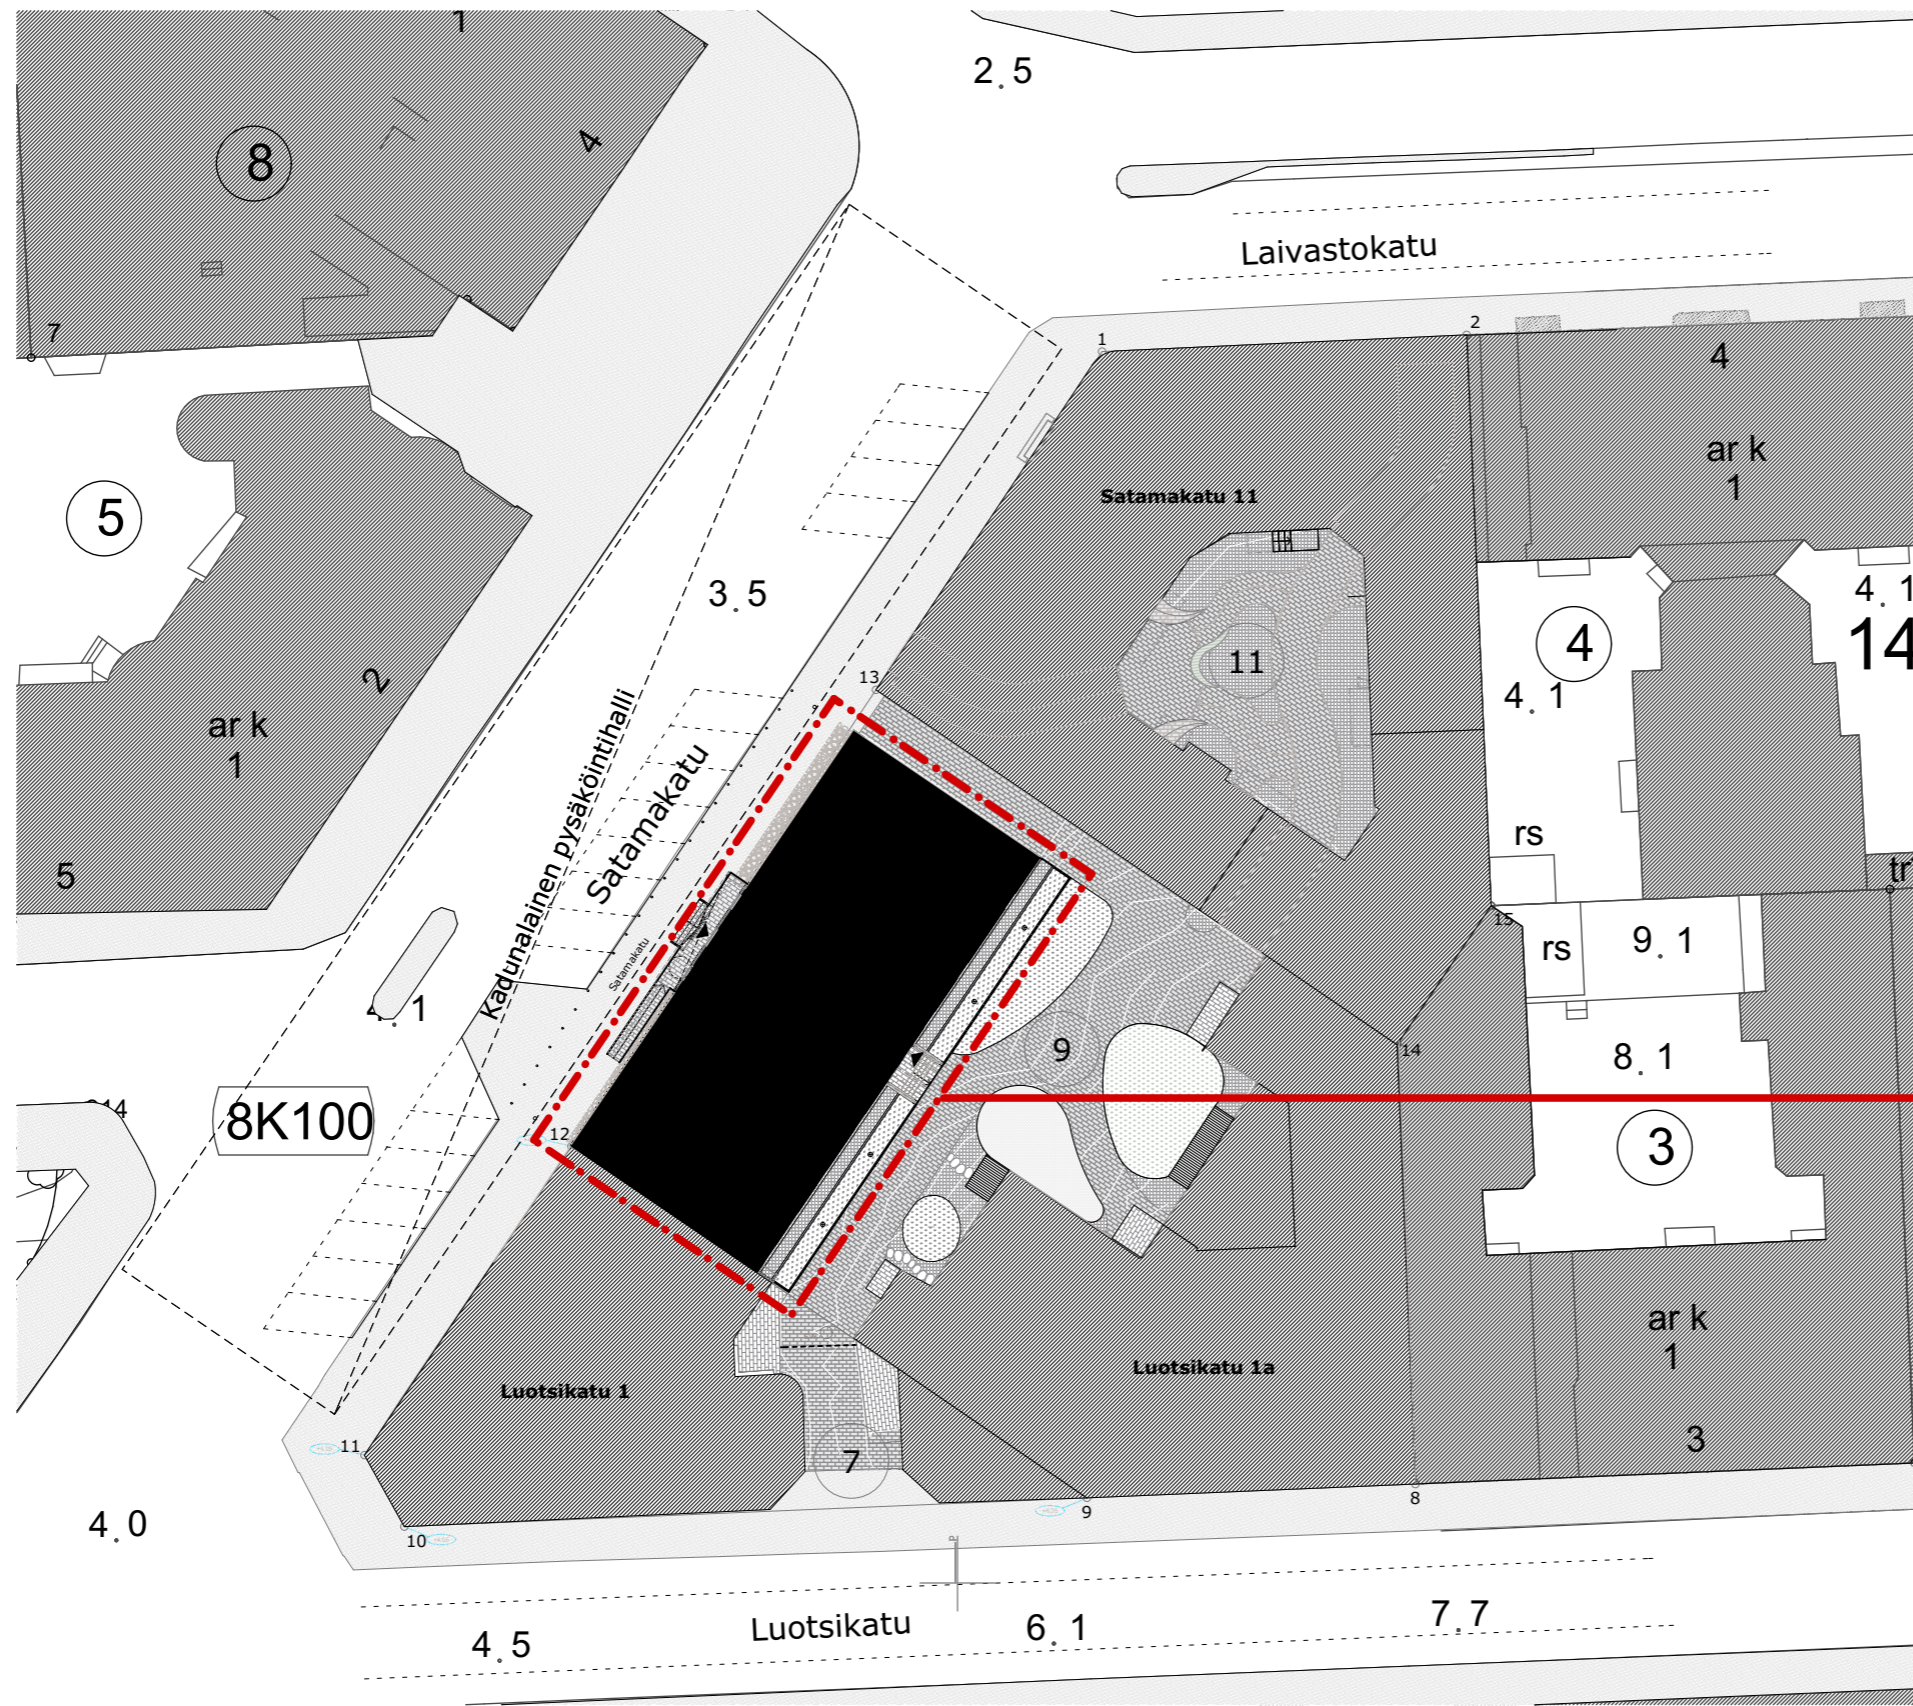 1
2.5
8
4
Laivastokatu
7
1
2
4
ar k
1
5
Satamakatu 11
3.5
4.1
14
4
11
13
4.1
2
ar k
1
Kadunalainen pysäköintihalli
Satamakatu
rs
5
tr
15
9.1
rs
Satamakatu
4.1
9
14
8.1
8K100
12
3
ar k
1
Luotsikatu 1a
Luotsikatu 1
3
11
7
8
9
4.0
10
Luotsikatu
6.1
7.7
4.5